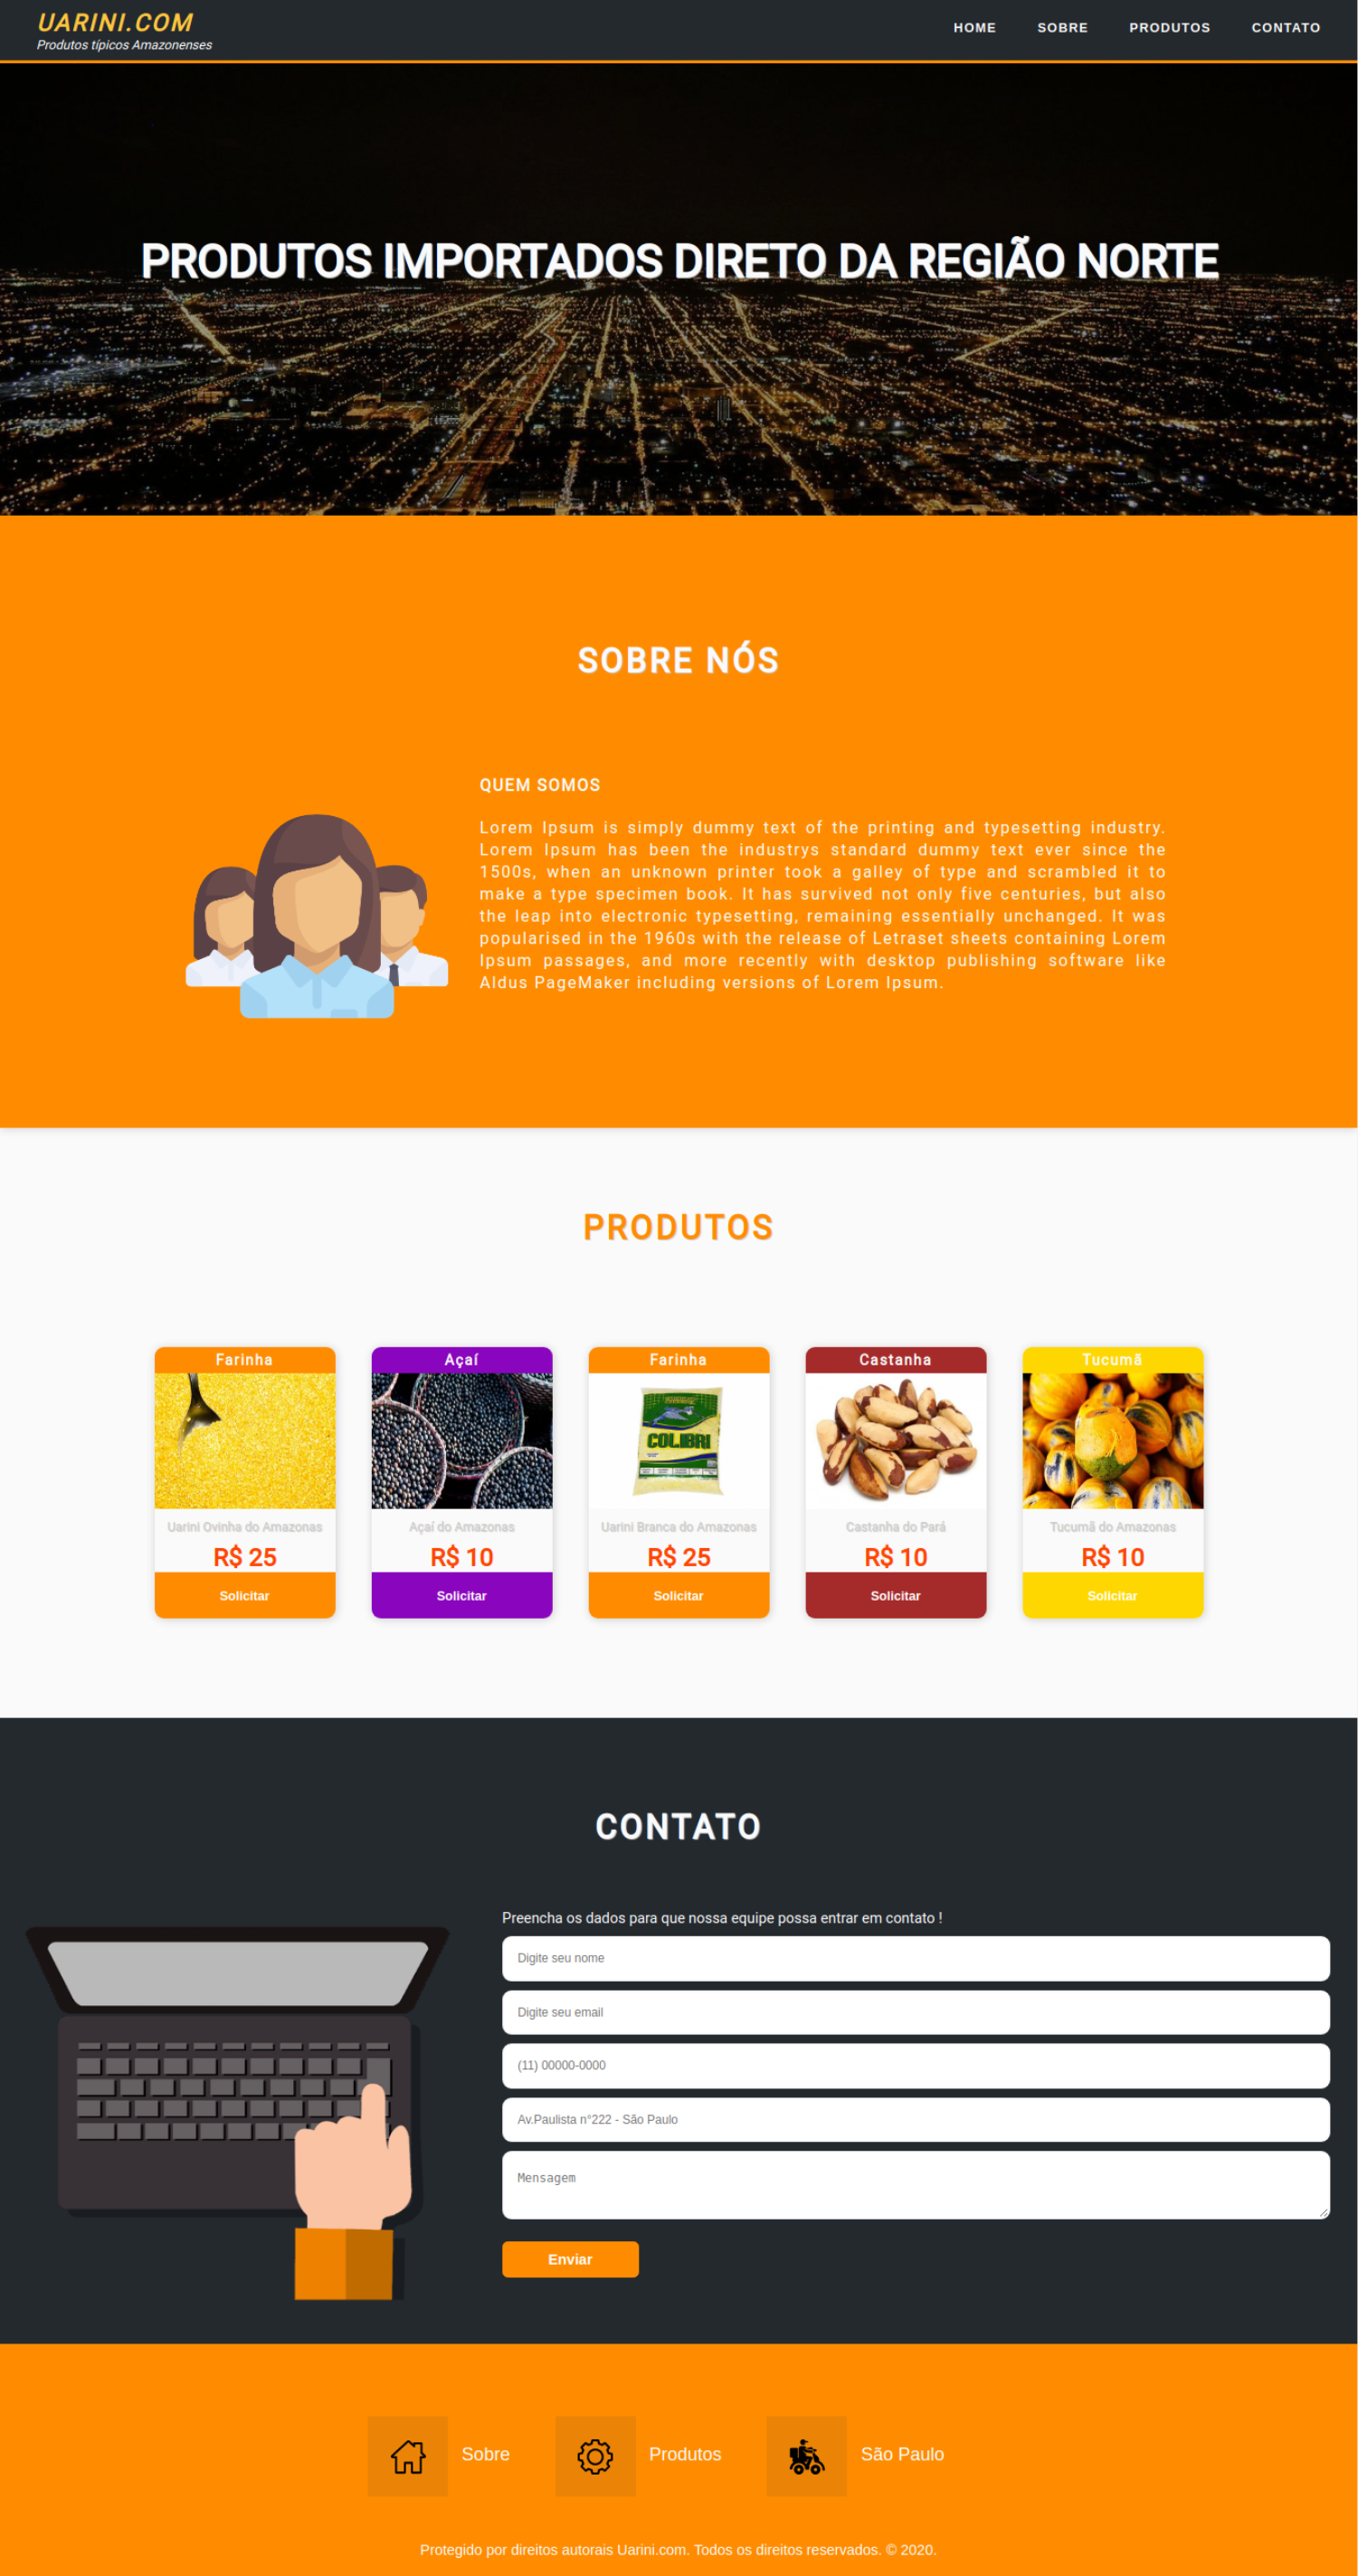 UARINI.COM
Produtos típicos Amazonenses
HOME SOBRE PRODUTOS CONTATO
PRODUTOS IMPORTADOS DIRETO DA REGIÃO NORTE
SOBRE NÓS
QUEM SOMOS
Lorem Ipsum is simply dummy text of the printing and typesetting industry.
Lorem Ipsum has been the industrys standard dummy text ever since the
1500s, when an unknown printer took a galley of type and scrambled it to
make a type specimen book. It has survived not only five centuries, but also
the leap into electronic typesetting, remaining essentially unchanged. It was
popularised in the 1960s with the release of Letraset sheets containing Lorem
Ipsum passages, and more recently with desktop publishing software like
Aldus PageMaker including versions of Lorem Ipsum.
PRODUTOS
Farinha
Uarini Ovinha do Amazonas
R$ 25
Solicitar
Açaí
Açaí do Amazonas
R$ 10
Solicitar
Farinha
COLIBRI
Uarini Branca do Amazonas
R$ 25
Solicitar
Castanha
Castanha do Pará
R$ 10
Solicitar
Tucumã
Tucumã do Amazonas
R$ 10
Solicitar
CONTATO
Preencha os dados para que nossa equipe possa entrar em contato !
Digite seu nome
Digite seu email
(11) 00000-0000
Av.Paulista n°222 - São Paulo
Mensagem
Enviar
Sobre
Produtos
São Paulo
Protegido por direitos autorais Uarini.com. Todos os direitos reservados. © 2020.